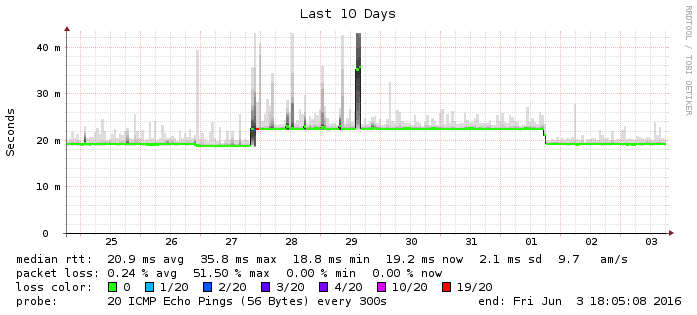 Last 10 Days
RRDTOOL / TOBI OETIKER
Seconds
40 m
30 m
20 m
10 m
0
25 26 27 28 29 30 31 01 02 03
median rtt: 20.9 ms avg 35.8 ms max 18.8 ms min 19.2 ms now 2.1 ms sd 9.7 am/s
packet loss: 0.24 % avg 51.50 % max 0.00 % min 0.00 % now
loss color: 0 1/20 2/20 3/20 4/20 10/20 19/20
probe: 20 ICMP Echo Pings (56 Bytes) every 300s end: Fri Jun 3 18:05:08 2016